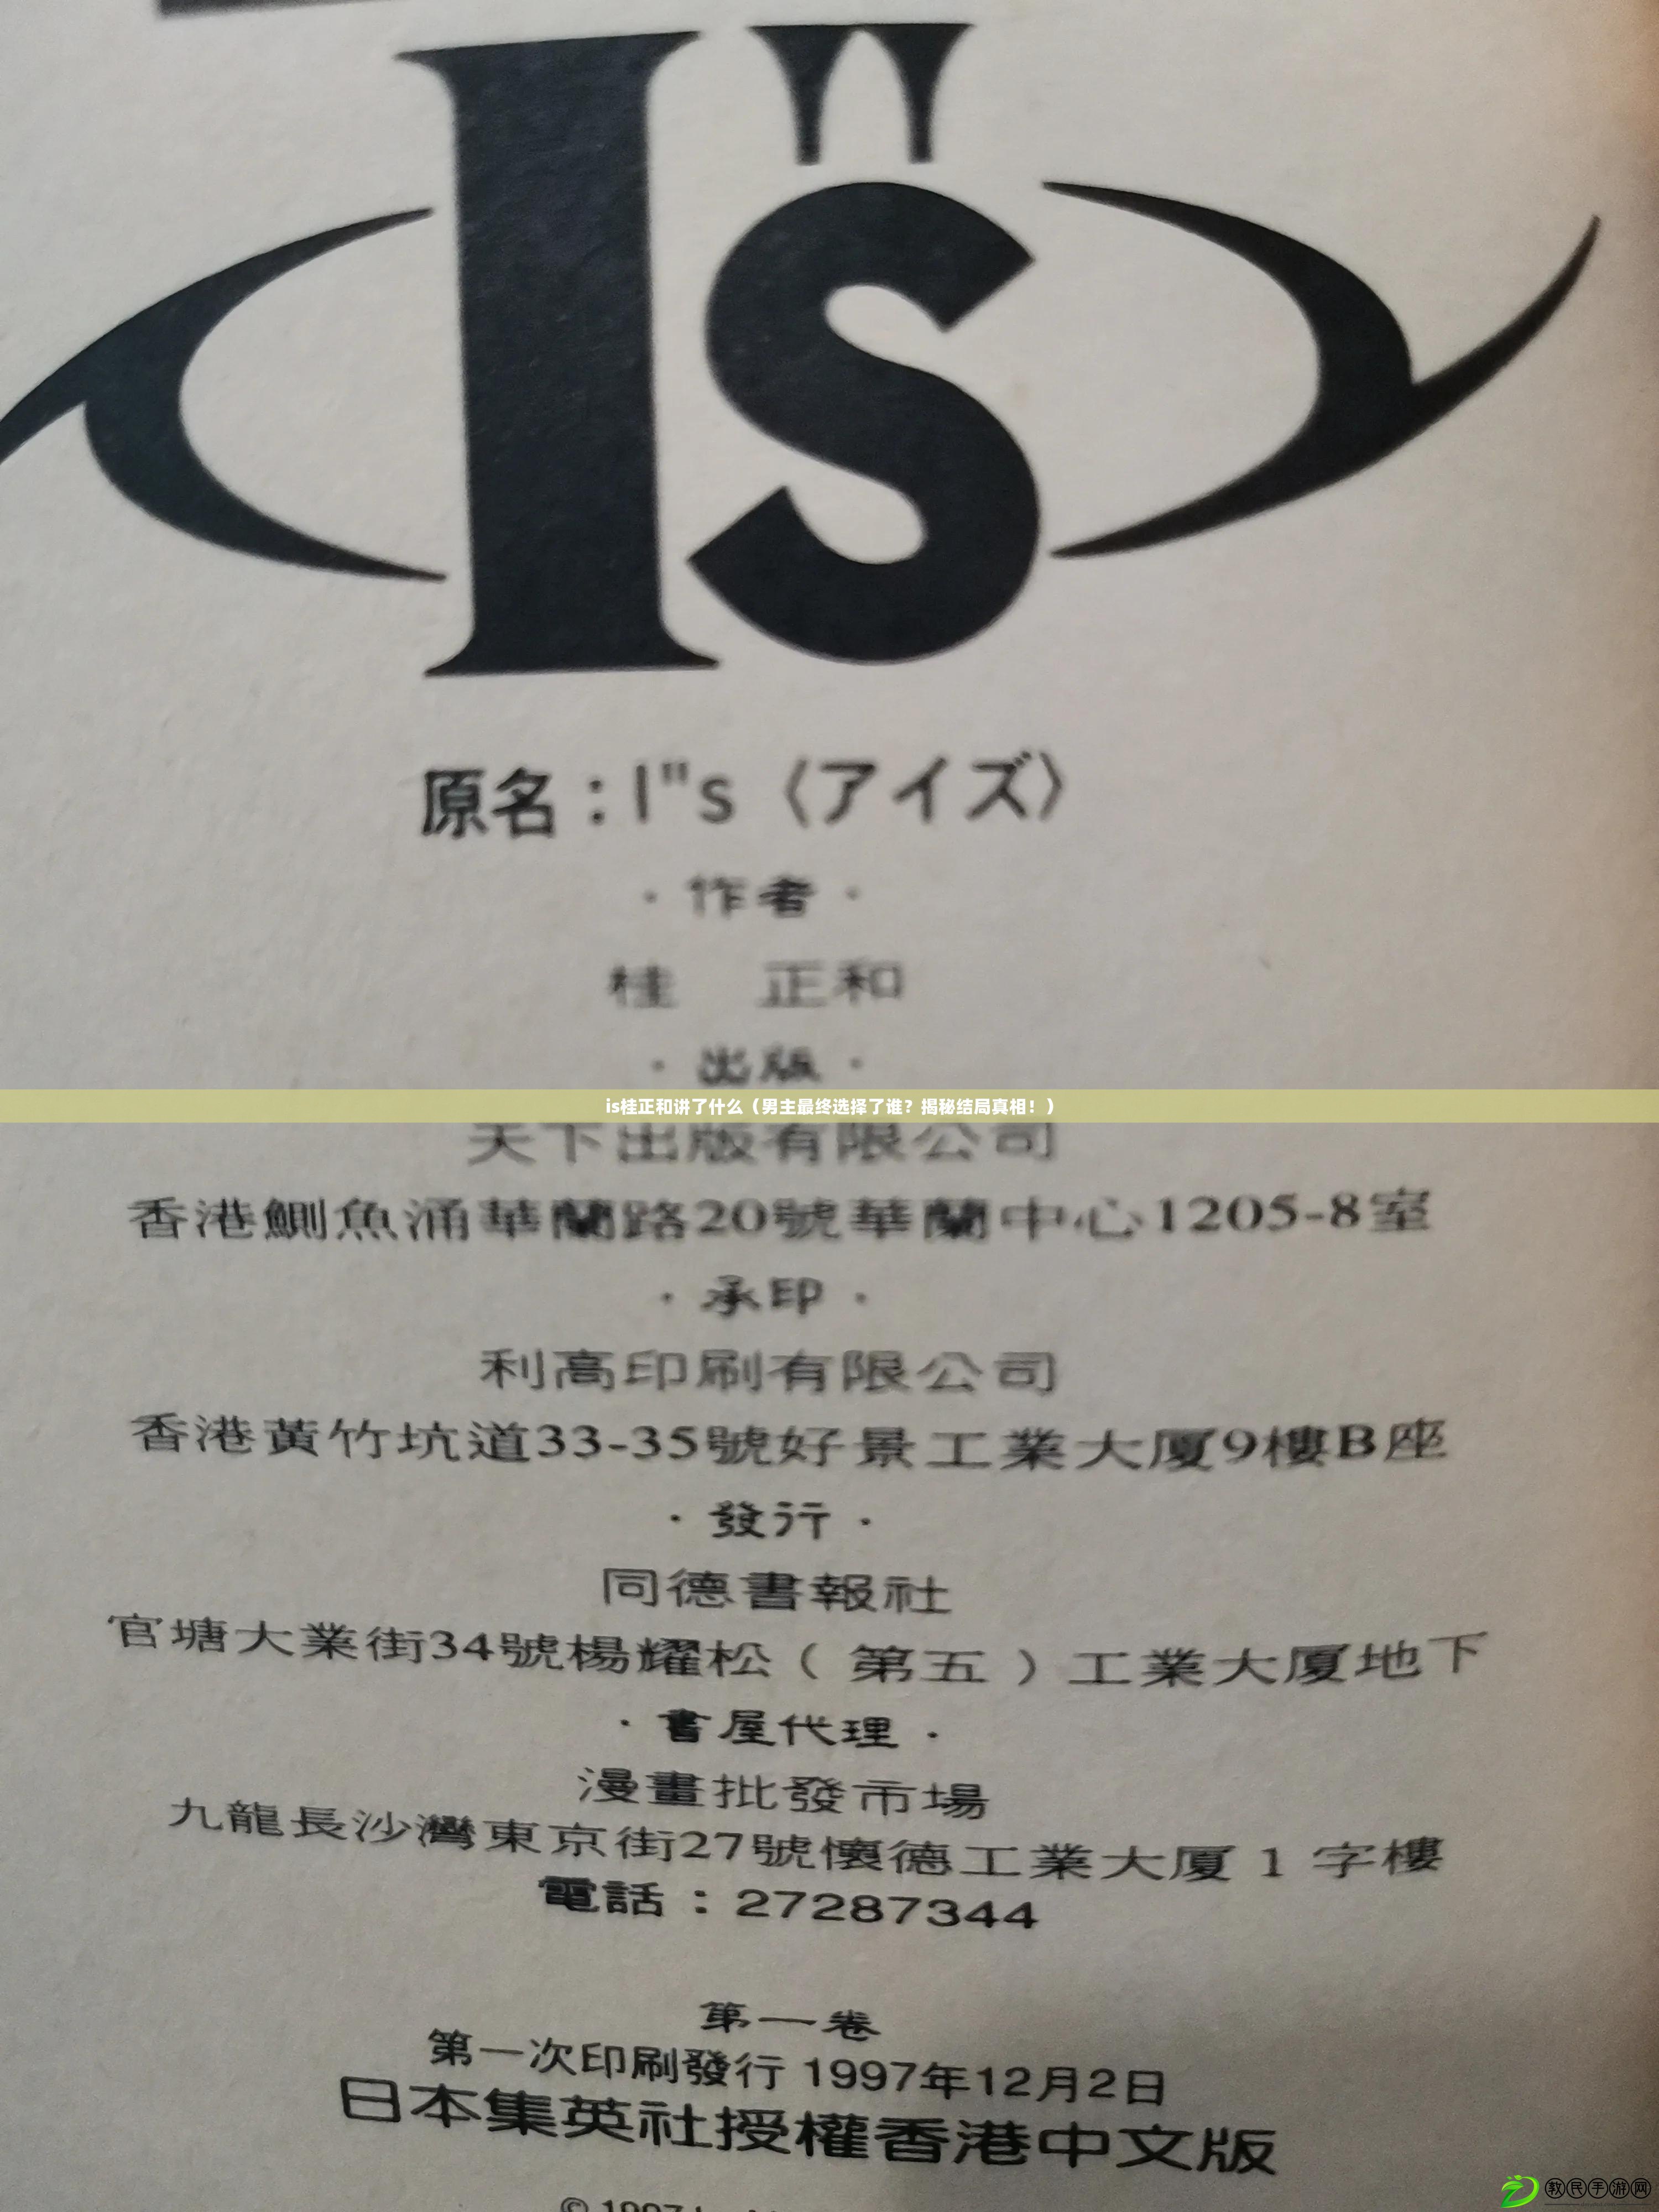 I"s
原名：I"s〈アイズ〉
·作者·
桂 正和
·出版·
is桂正和讲了什么（男主最终选择了谁？揭秘结局真相！）
天下出版有限公司
香港鰂魚涌華蘭路20號華蘭中心1205-8室
·承印·
利高印刷有限公司
香港黃竹坑道33-35號好景工業大厦9樓B座
·發行·
同德書報社
官塘大業街34號楊耀松（第五）工業大厦地下
·書屋代理·
漫畫批發市場
九龍長沙灣東京街27號懷德工業大厦1字樓
電話：27287344
第一卷
第一次印刷發行 1997年12月2日
日本集英社授權香港中文版
教民手游网